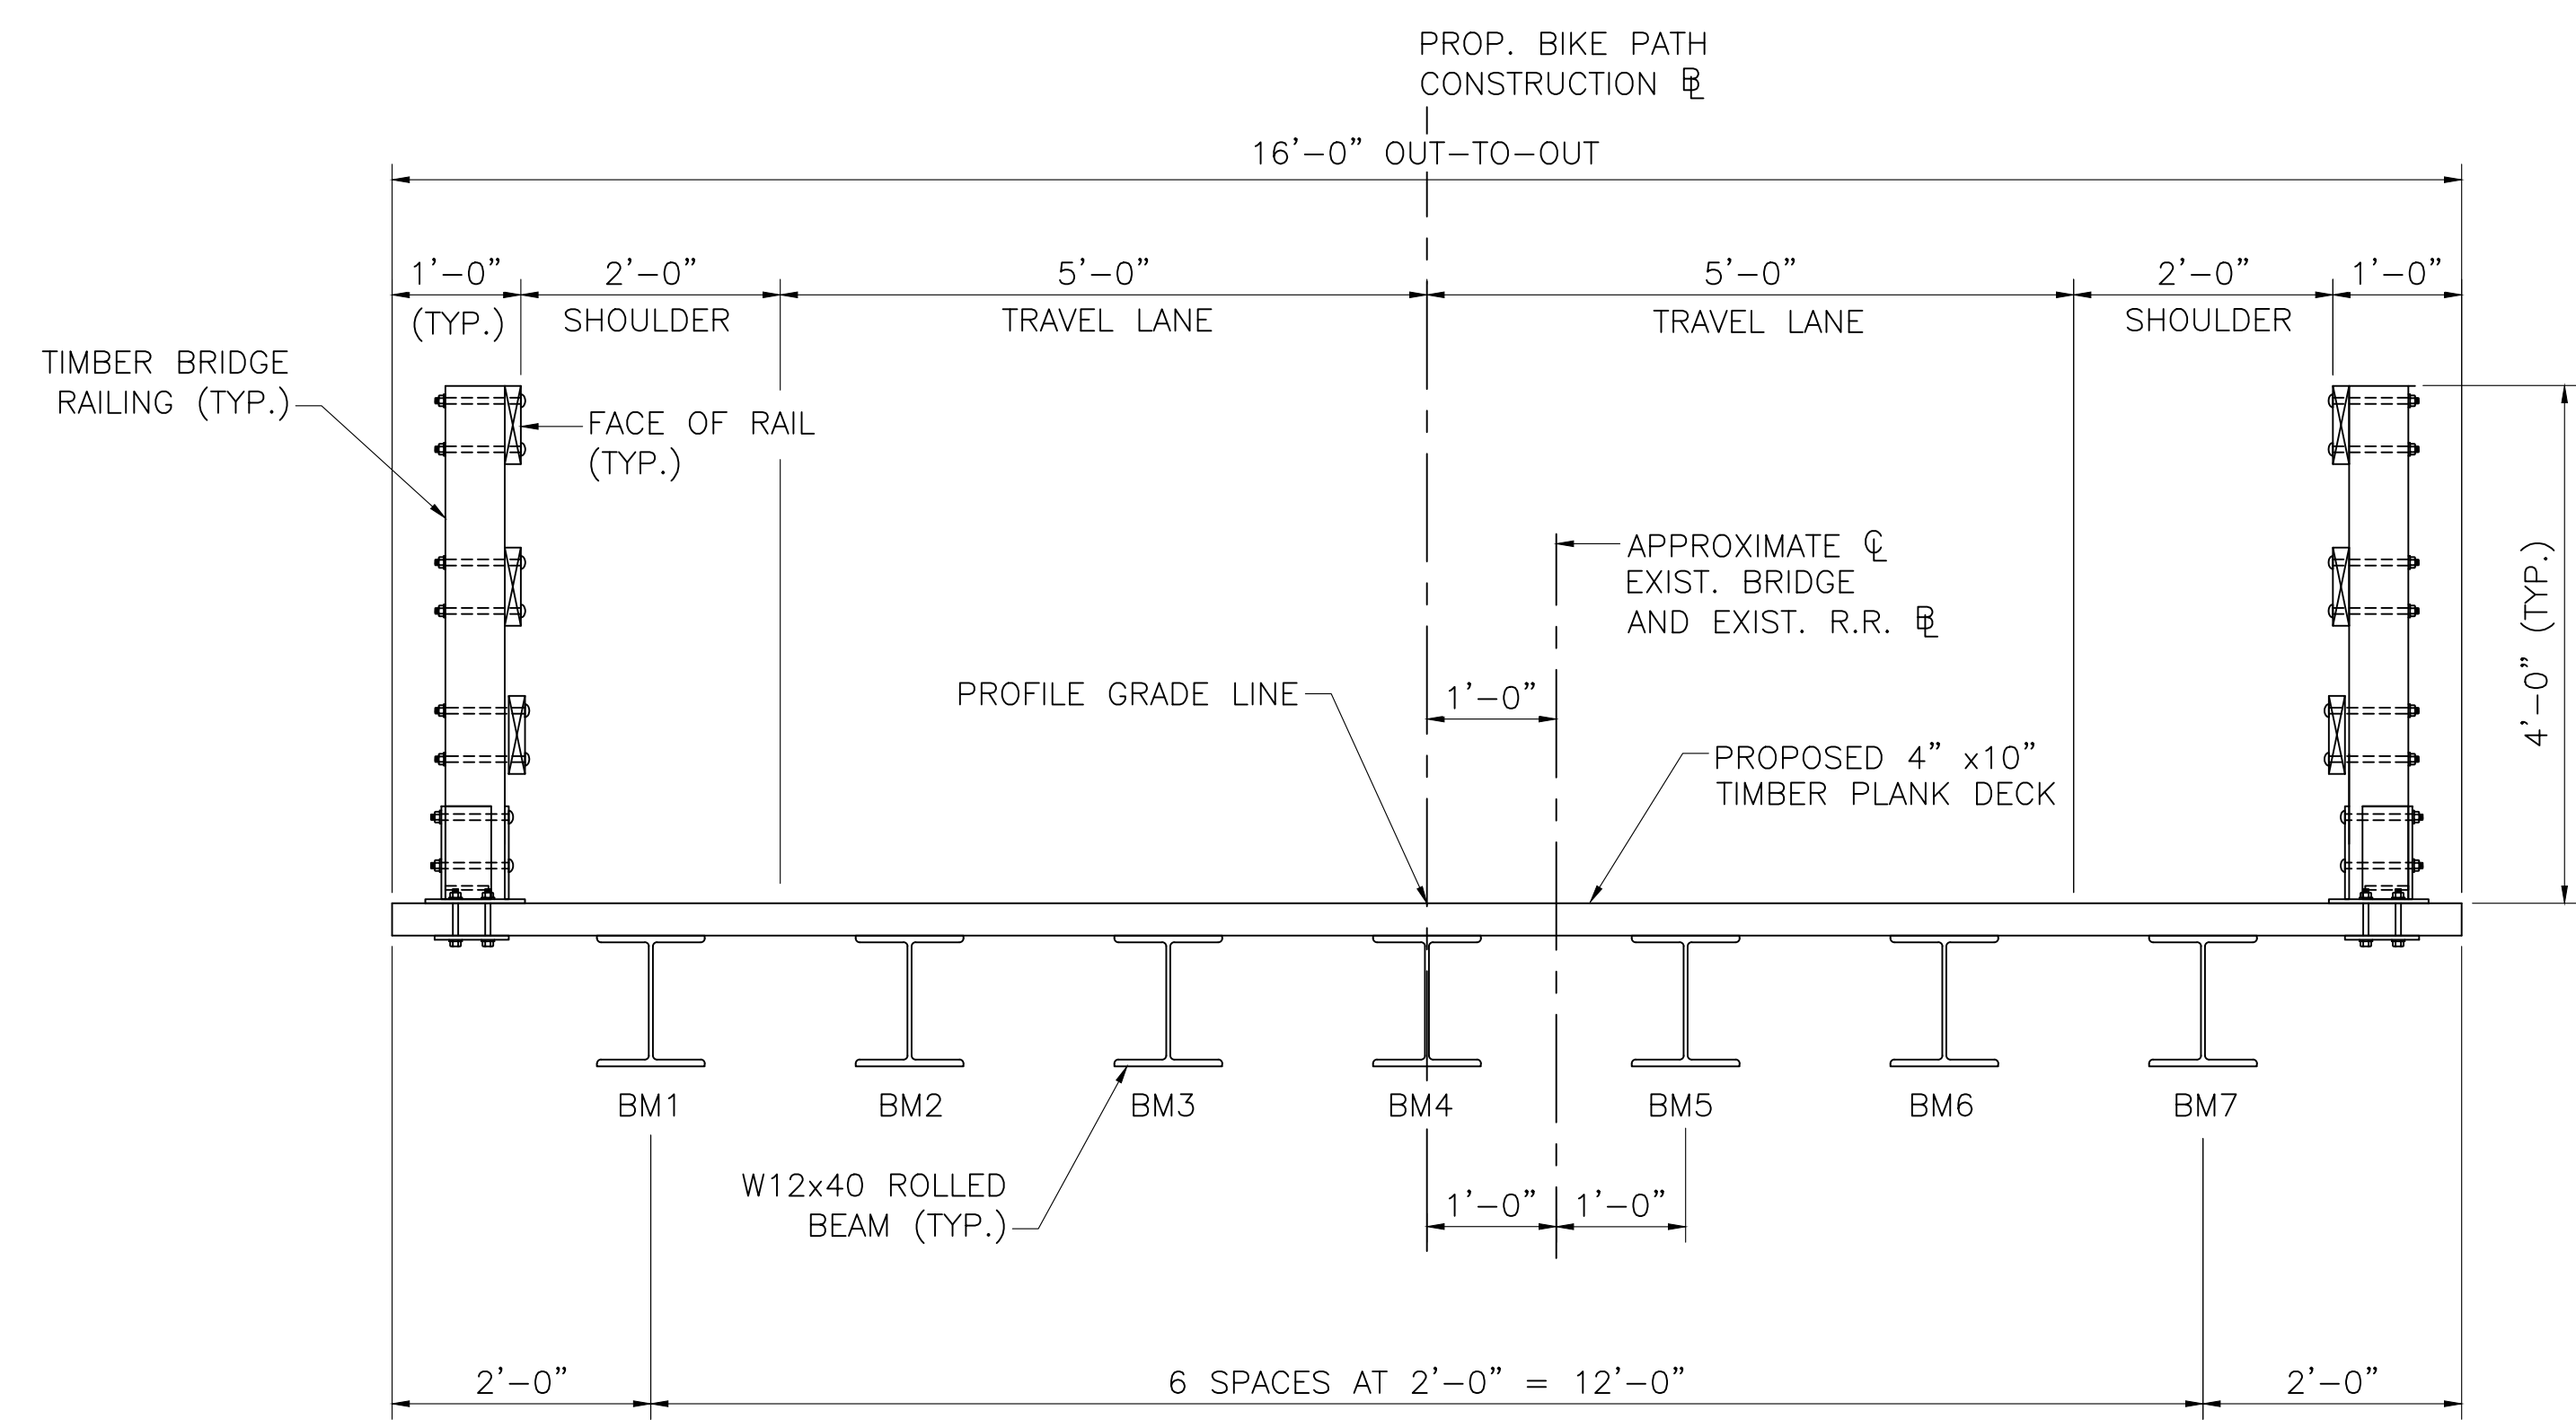 PROP. BIKE PATH
CONSTRUCTION ⅊
16'-0" OUT-TO-OUT
1'-0"
(TYP.)
2'-0"
SHOULDER
5'-0"
TRAVEL LANE
5'-0"
TRAVEL LANE
2'-0"
SHOULDER
1'-0"
TIMBER BRIDGE
RAILING (TYP.)
FACE OF RAIL
(TYP.)
APPROXIMATE ℄
EXIST. BRIDGE
AND EXIST. R.R. ⅊
4'-0" (TYP.)
PROFILE GRADE LINE
1'-0"
PROPOSED 4" x10"
TIMBER PLANK DECK
BM1
BM2
BM3
BM4
BM5
BM6
BM7
W12x40 ROLLED
BEAM (TYP.)
1'-0"
1'-0"
2'-0"
6 SPACES AT 2'-0" = 12'-0"
2'-0"